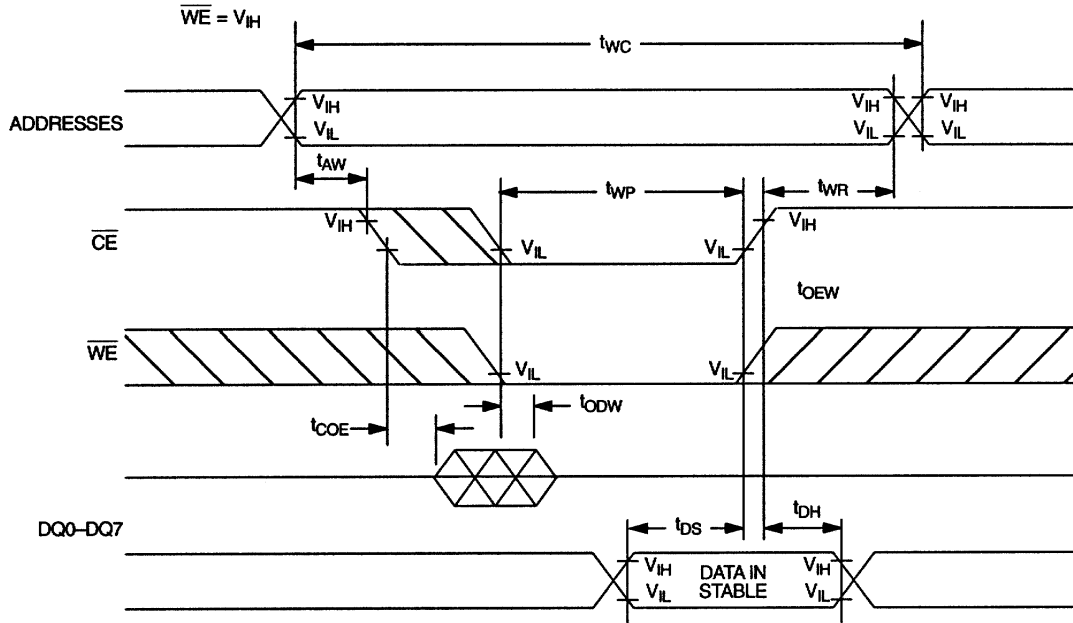 WE = VIH
tWC
ADDRESSES
VIH
VIL
VIH
VIL
VIH
VIL
tAW
tWP
tWR
CE
VIH
VIL
VIL
VIH
tOEW
WE
VIL
VIL
tCOE
tODW
DQ0–DQ7
tDS
tDH
VIH
VIL
DATA IN
STABLE
VIH
VIL